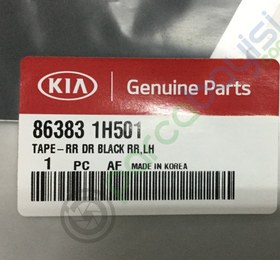 KIA Genuine Parts
86383 1H501
TAPE-RR DR BLACK RR,LH
1 PC AF MADE IN KOREA